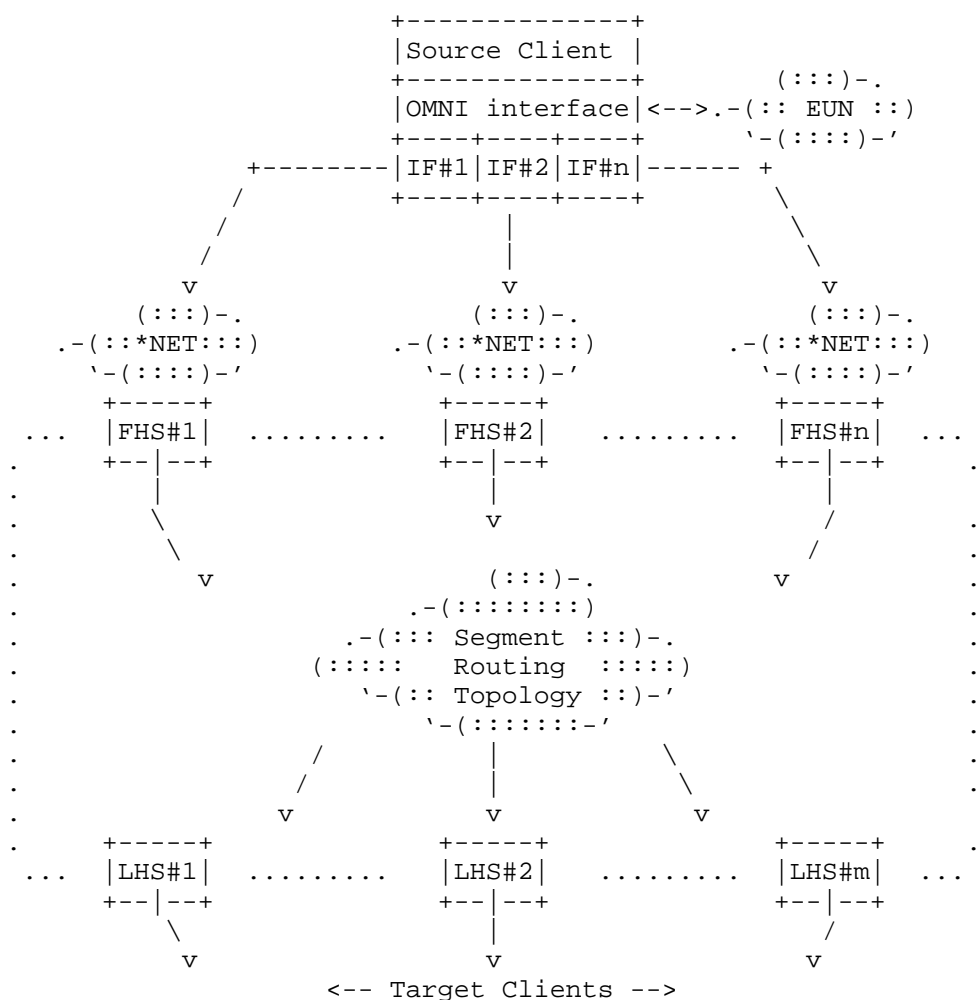 Source Client
OMNI interface <--> EUN
IF#1 IF#2 IF#n
*NET *NET *NET
... FHS#1 ......... FHS#2 ......... FHS#n ...
Segment
Routing
Topology
... LHS#1 ......... LHS#2 ......... LHS#m ...
<-- Target Clients -->